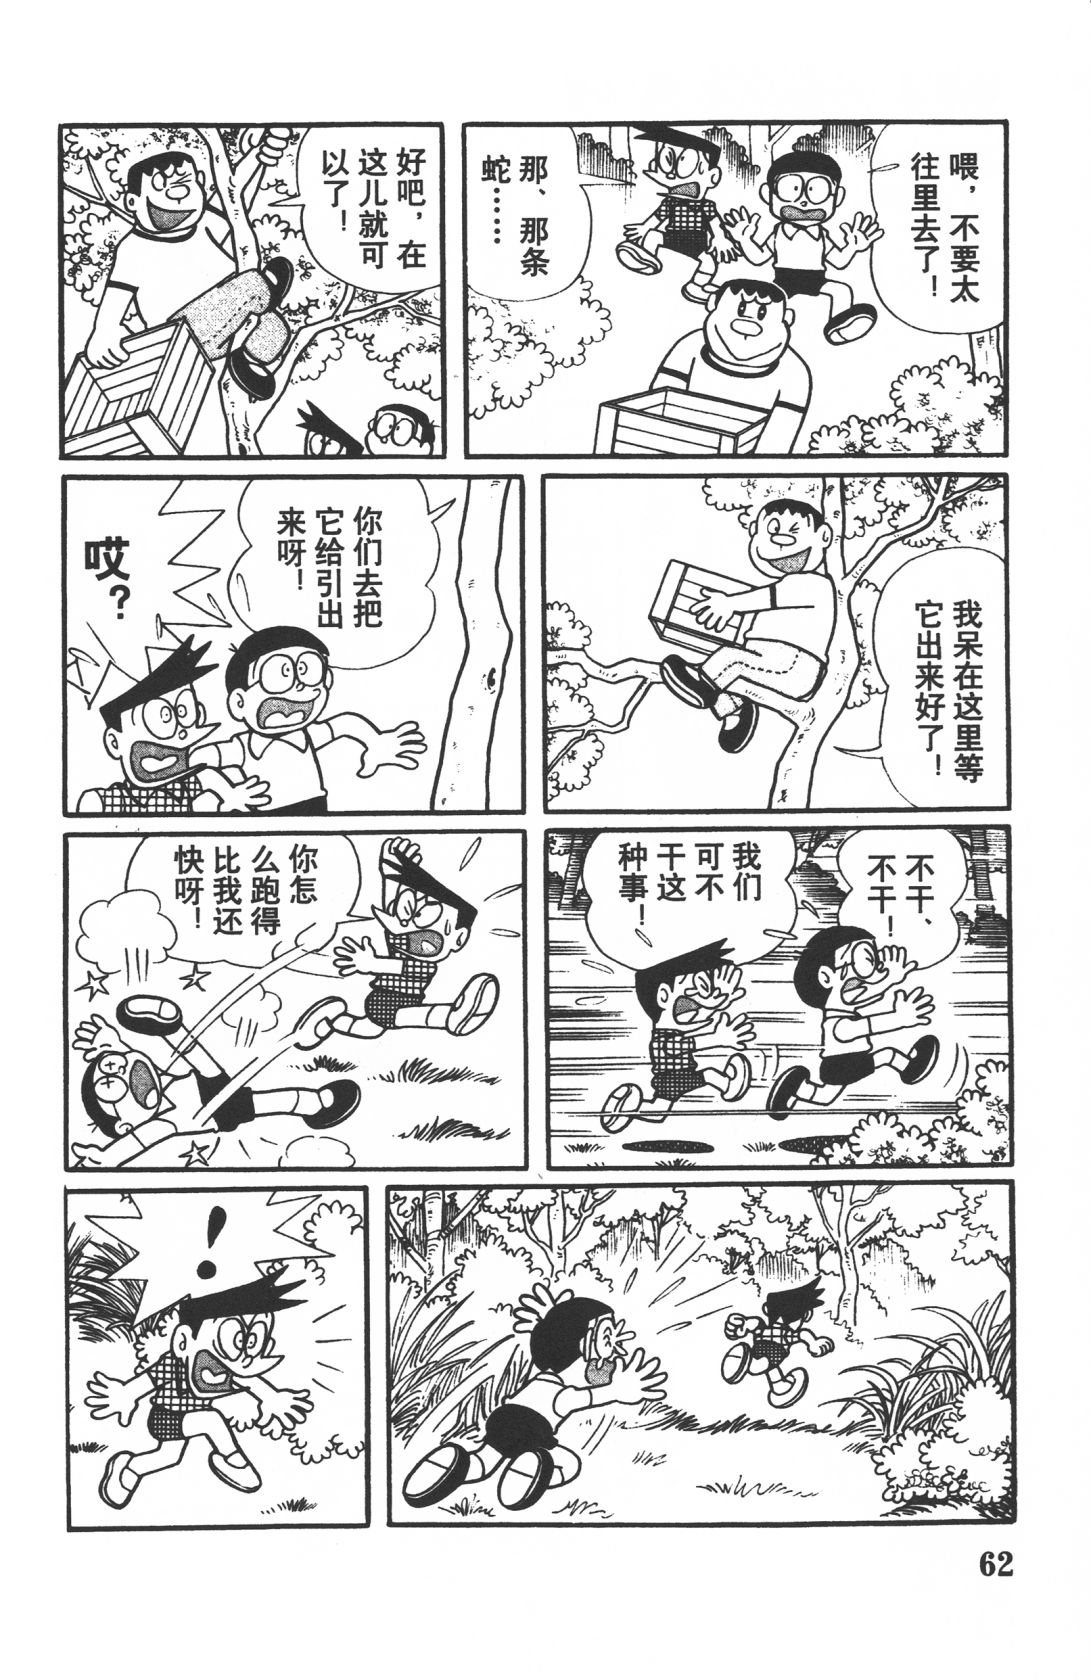 喂，不要太
往里去了！
那、那条
蛇……
好吧，在
这儿就可
以了！
我呆在这里等
它出来好了！
你们去把
它给引出
来呀！
哎？
不干、
不干！
我们
可不
干这
种事！
你怎
么跑得
比我还
快呀！
！
62